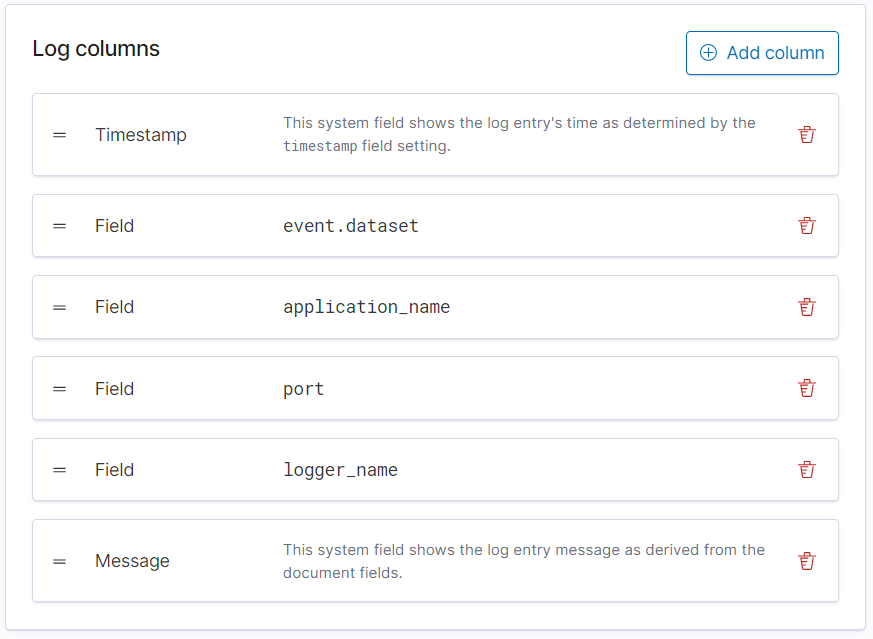 Log columns
Add column
Timestamp
This system field shows the log entry's time as determined by the
timestamp field setting.
Field
event.dataset
Field
application_name
Field
port
Field
logger_name
Message
This system field shows the log entry message as derived from the
document fields.